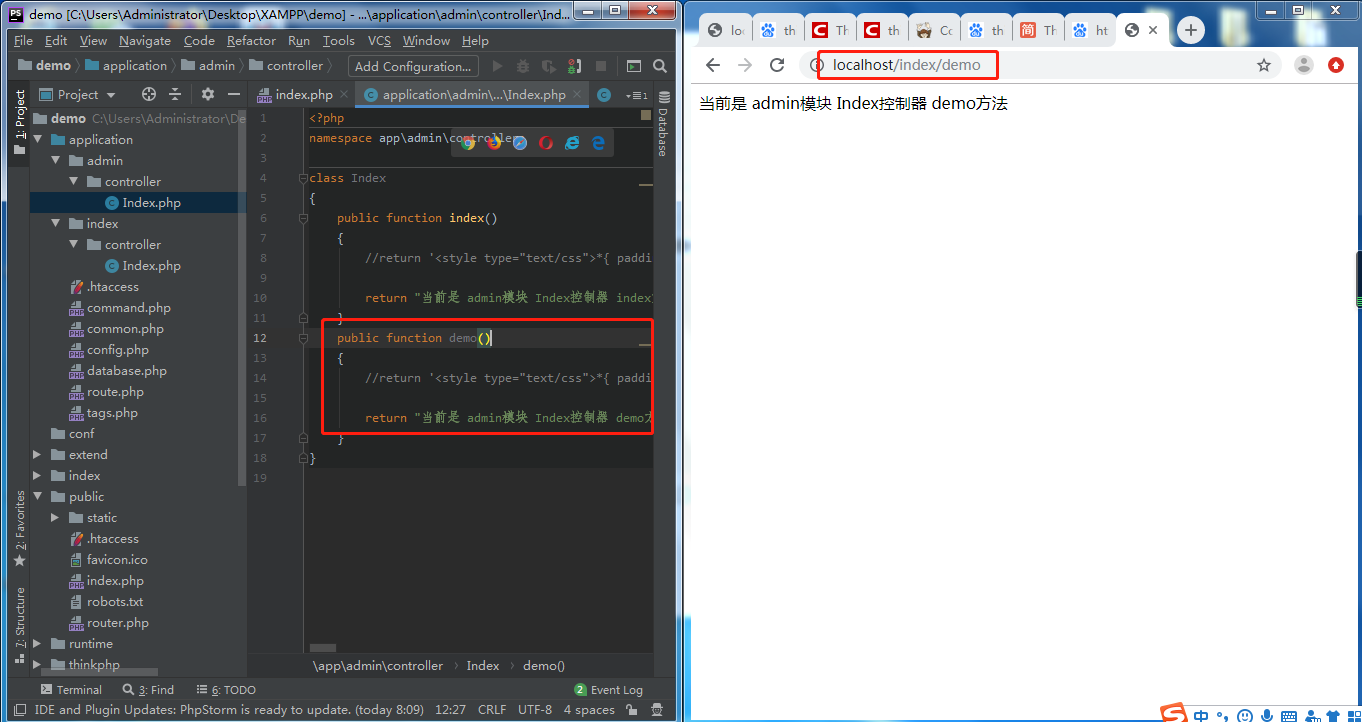 demo [C:\Users\Administrator\Desktop\XAMPP\demo] - ...\application\admin\controller\Ind...
File Edit View Navigate Code Refactor Run Tools VCS Window Help
demo application admin controller Add Configuration...
1: Project
Project
index.php application\admin\...\Index.php
demo C:\Users\Administrator\De
application
admin
controller
Index.php
index
controller
Index.php
.htaccess
command.php
common.php
config.php
database.php
route.php
tags.php
conf
extend
index
public
static
.htaccess
favicon.ico
index.php
robots.txt
router.php
runtime
thinkphp
2: Favorites
7: Structure
Database
1 <?php
2 namespace app\admin\controller
3
4 class Index
5 {
6 public function index()
7 {
8 //return '<style type="text/css">*{ paddi
9
10 return "当前是 admin模块 Index控制器 index
11 }
12 public function demo()
13 {
14 //return '<style type="text/css">*{ paddi
15
16 return "当前是 admin模块 Index控制器 demo方
17 }
18 }
19
\app\admin\controller › Index › demo()
Terminal 3: Find 6: TODO 2 Event Log
IDE and Plugin Updates: PhpStorm is ready to update. (today 8:09) 12:27 CRLF UTF-8 4 spaces
loc th Th th Co th 简 Th ht
localhost/index/demo
当前是 admin模块 Index控制器 demo方法
中